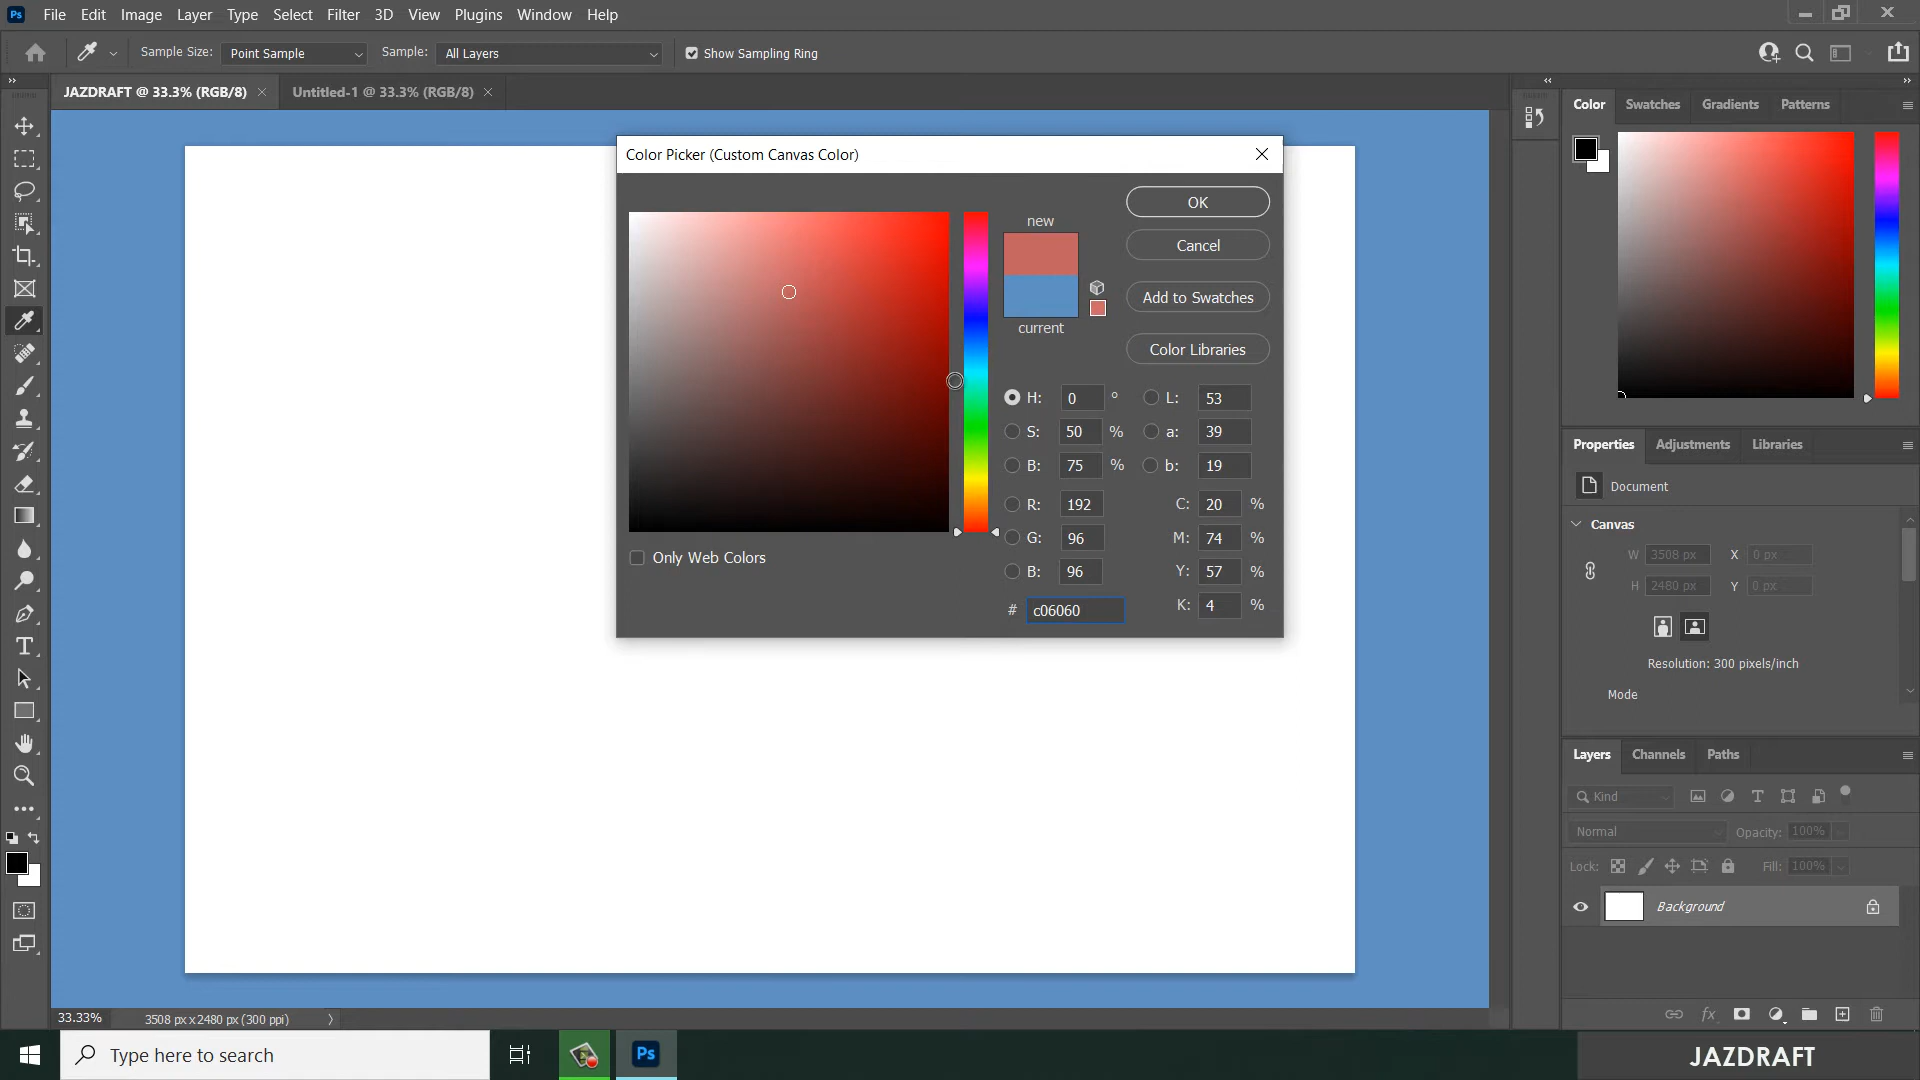 Ps File Edit Image Layer Type Select Filter 3D View Plugins Window Help
Sample Size: Point Sample Sample: All Layers Show Sampling Ring
JAZDRAFT @ 33.3% (RGB/8) Untitled-1 @ 33.3% (RGB/8)
Color Swatches Gradients Patterns
Color Picker (Custom Canvas Color)
new
current
OK
Cancel
Add to Swatches
Color Libraries
H: 0 ° L: 53
S: 50 % a: 39
B: 75 % b: 19
R: 192 C: 20 %
G: 96 M: 74 %
B: 96 Y: 57 %
# c06060 K: 4 %
Only Web Colors
Properties Adjustments Libraries
Document
Canvas
W 3508 px X 0 px
H 2480 px Y 0 px
Resolution: 300 pixels/inch
Mode
Layers Channels Paths
Kind
Normal Opacity: 100%
Lock: Fill: 100%
Background
fx
33.33% 3508 px x 2480 px (300 ppi)
Type here to search
Ps
JAZDRAFT